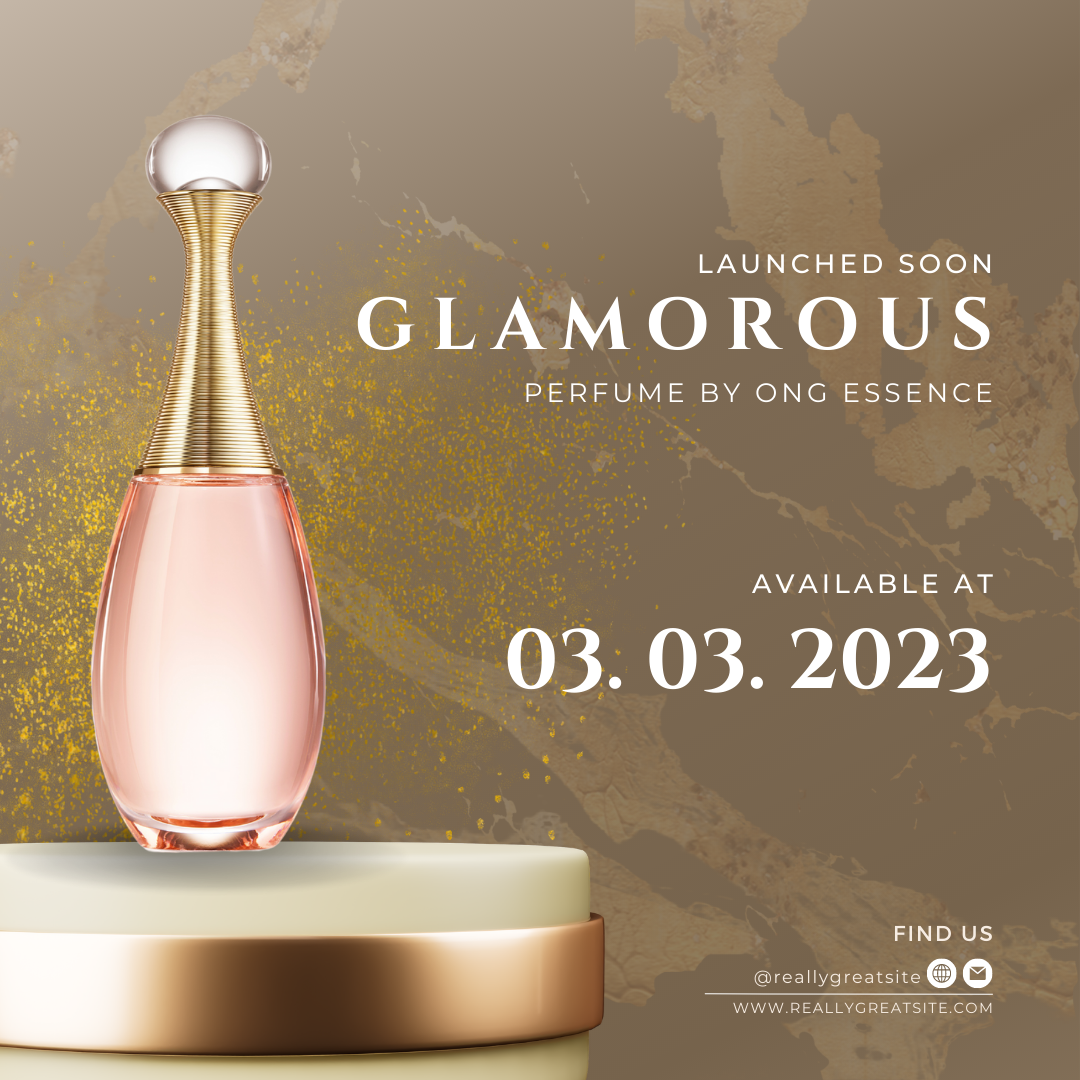 LAUNCHED SOON
GLAMOROUS
PERFUME BY ONG ESSENCE
AVAILABLE AT
03. 03. 2023
FIND US
@reallygreatsite
WWW.REALLYGREATSITE.COM